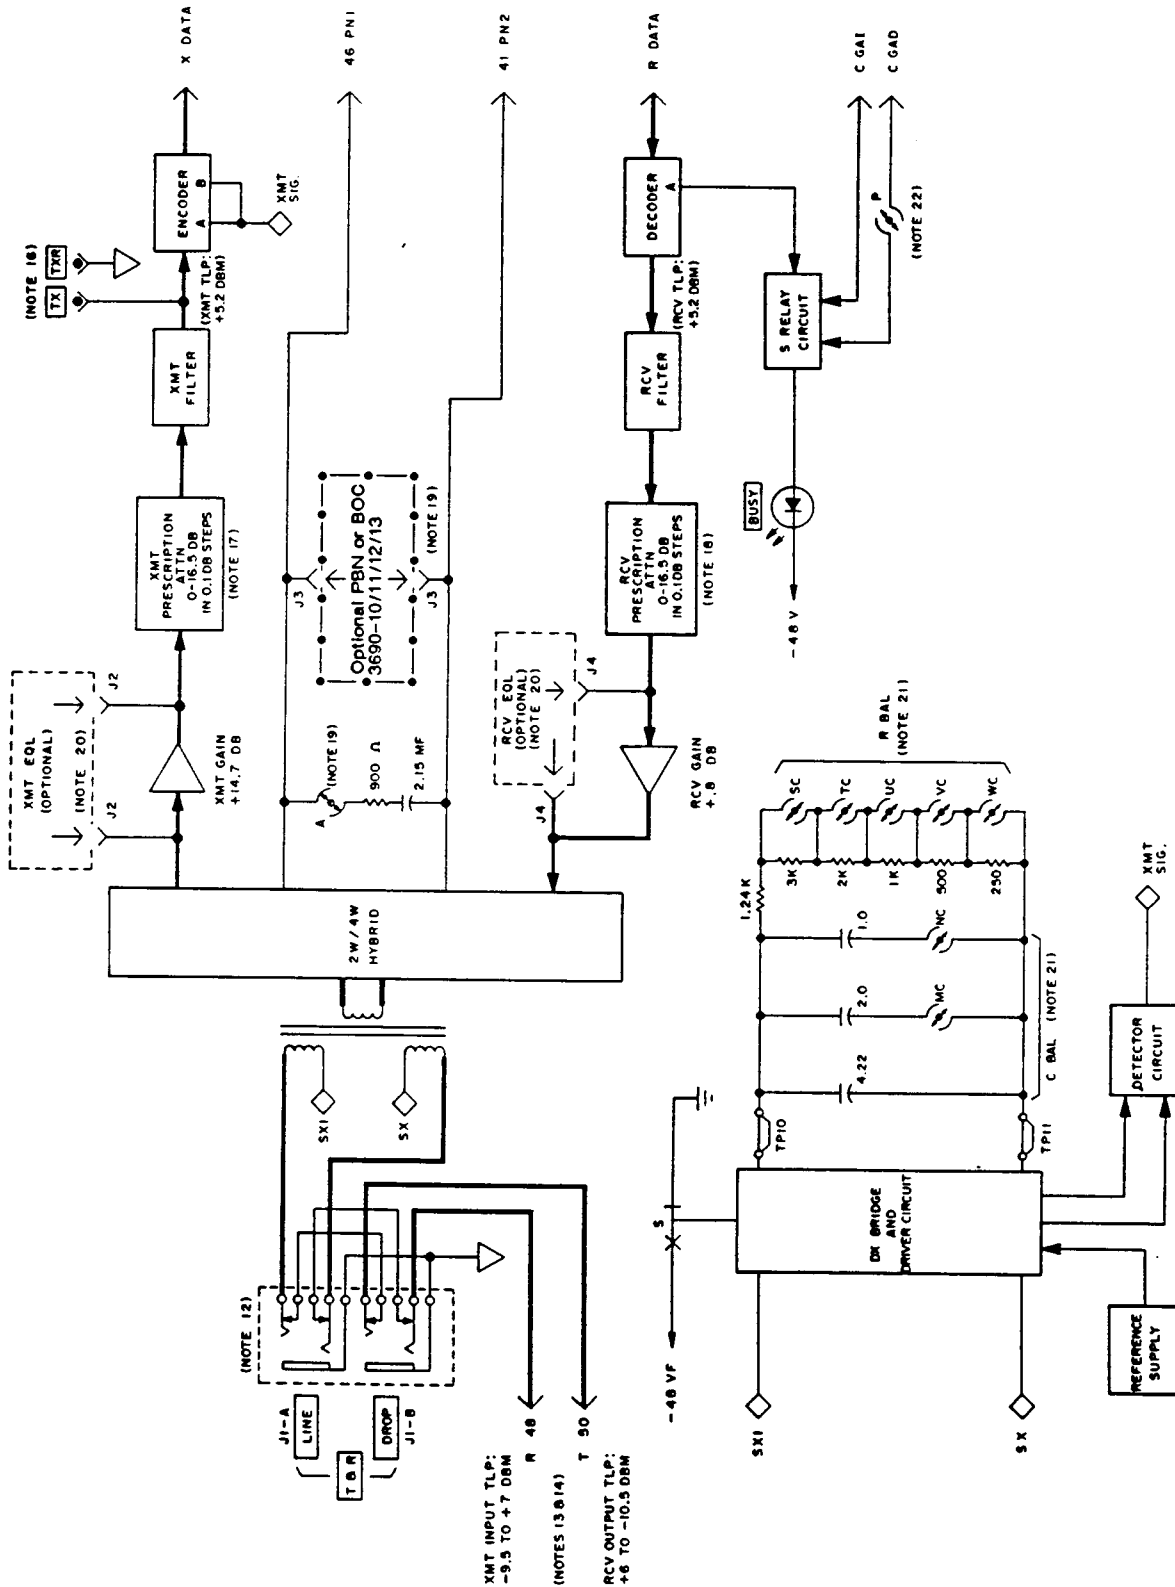 X DATA
46 PN1
41 PN2
R DATA
C GAI
C GAD
ENCODER
A B
XMT
SIG.
(NOTE 16)
TX
TXR
(XMT TLP:
+5.2 DBM)
XMT
FILTER
XMT
PRESCRIPTION
ATTN
0-16.5 DB
IN 0.1DB STEPS
(NOTE 17)
XMT EQL
(OPTIONAL)
(NOTE 20)
J2
J2
XMT GAIN
+14.7 DB
J3
Optional PBN or BOC
3690-10/11/12/13
J3
(NOTE 19)
A
(NOTE 19)
900 Ω
2.15 MF
DECODER
A
(RCV TLP:
+5.2 DBM)
RCV
FILTER
RCV
PRESCRIPTION
ATTN
0-16.5 DB
IN 0.1DB STEPS
(NOTE 18)
RCV EQL
(OPTIONAL)
(NOTE 20)
J4
J4
RCV GAIN
+.8 DB
P
(NOTE 22)
S RELAY
CIRCUIT
BUSY
-48 V
2W/4W
HYBRID
SX1
SX
(NOTE 12)
J1-A
LINE
T & R
DROP
J1-B
XMT INPUT TLP:
-9.5 TO +7 DBM
R 48
(NOTES 13 & 14)
T 50
RCV OUTPUT TLP:
+6 TO -10.5 DBM
R BAL
(NOTE 21)
SC
TC
UC
VC
WC
3K
2K
1K
500
250
1.24K
1.0
NC
2.0
MC
4.22
C BAL (NOTE 21)
TP10
TP11
S
-48 VF
DX BRIDGE
AND
DRIVER CIRCUIT
SX1
SX
XMT
SIG.
DETECTOR
CIRCUIT
REFERENCE
SUPPLY